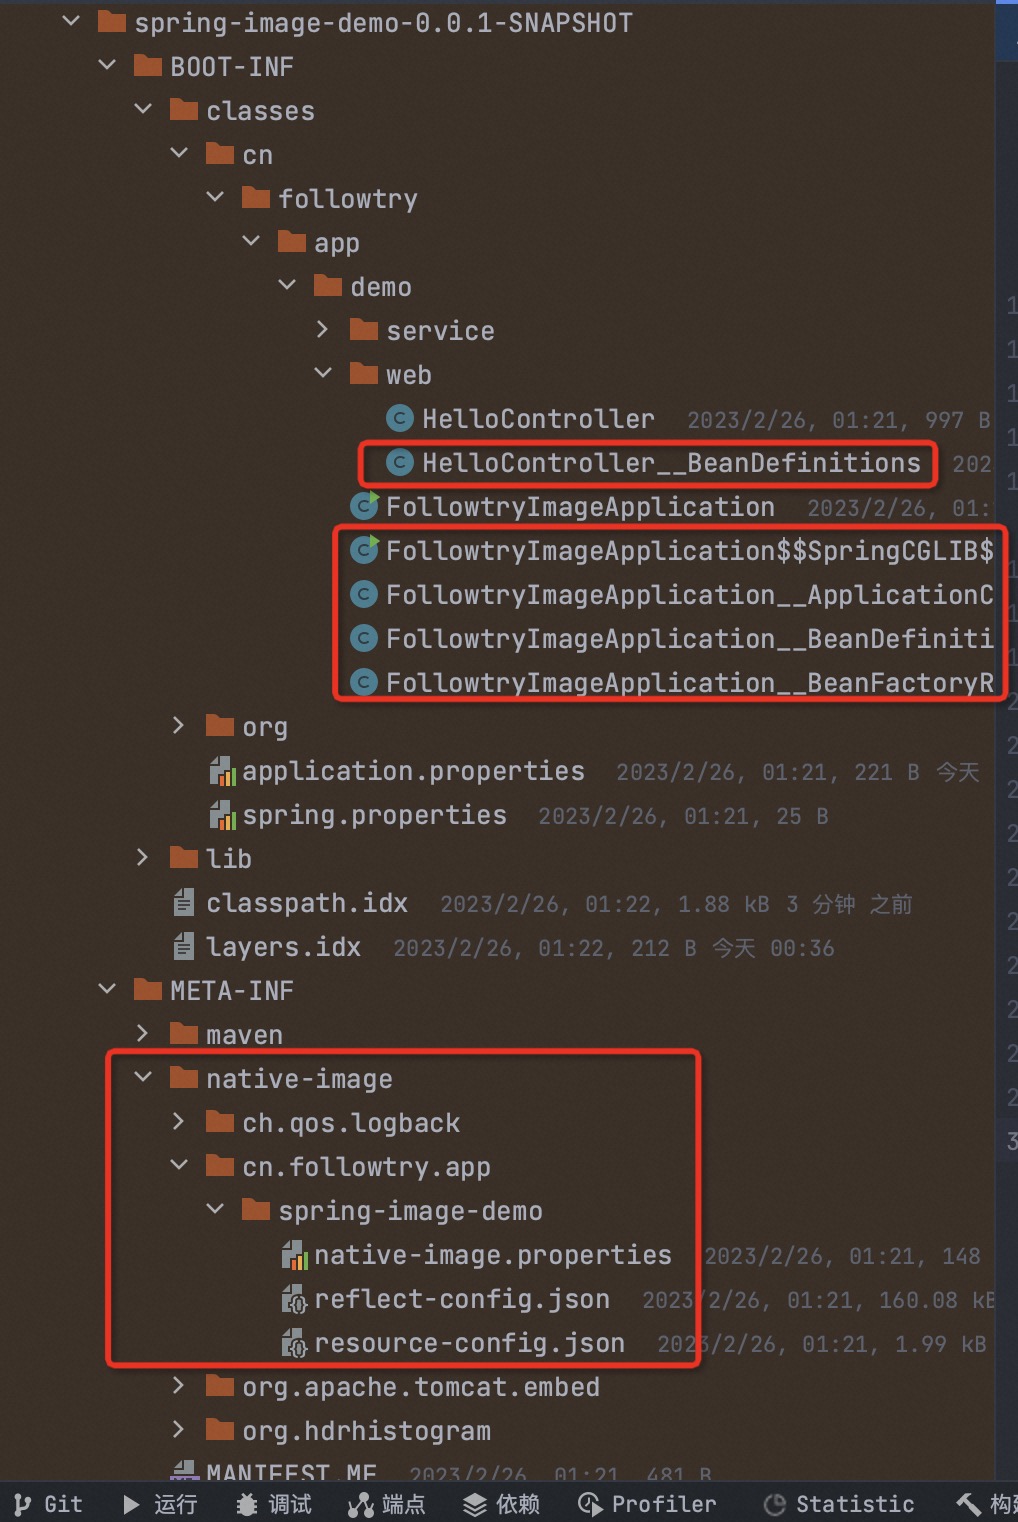 spring-image-demo-0.0.1-SNAPSHOT
BOOT-INF
classes
cn
followtry
app
demo
service
web
HelloController 2023/2/26, 01:21, 997 B
HelloController__BeanDefinitions 202
FollowtryImageApplication 2023/2/26, 01:
FollowtryImageApplication$$SpringCGLIB$
FollowtryImageApplication__ApplicationC
FollowtryImageApplication__BeanDefiniti
FollowtryImageApplication__BeanFactoryR
org
application.properties 2023/2/26, 01:21, 221 B 今天
spring.properties 2023/2/26, 01:21, 25 B
lib
classpath.idx 2023/2/26, 01:22, 1.88 kB 3 分钟 之前
layers.idx 2023/2/26, 01:22, 212 B 今天 00:36
META-INF
maven
native-image
ch.qos.logback
cn.followtry.app
spring-image-demo
native-image.properties 2023/2/26, 01:21, 148
reflect-config.json 2023/2/26, 01:21, 160.08 kB
resource-config.json 2023/2/26, 01:21, 1.99 kB
org.apache.tomcat.embed
org.hdrhistogram
MANIFEST.MF 2023/2/26, 01:21, 481 B
Git 运行 调试 端点 依赖 Profiler Statistic